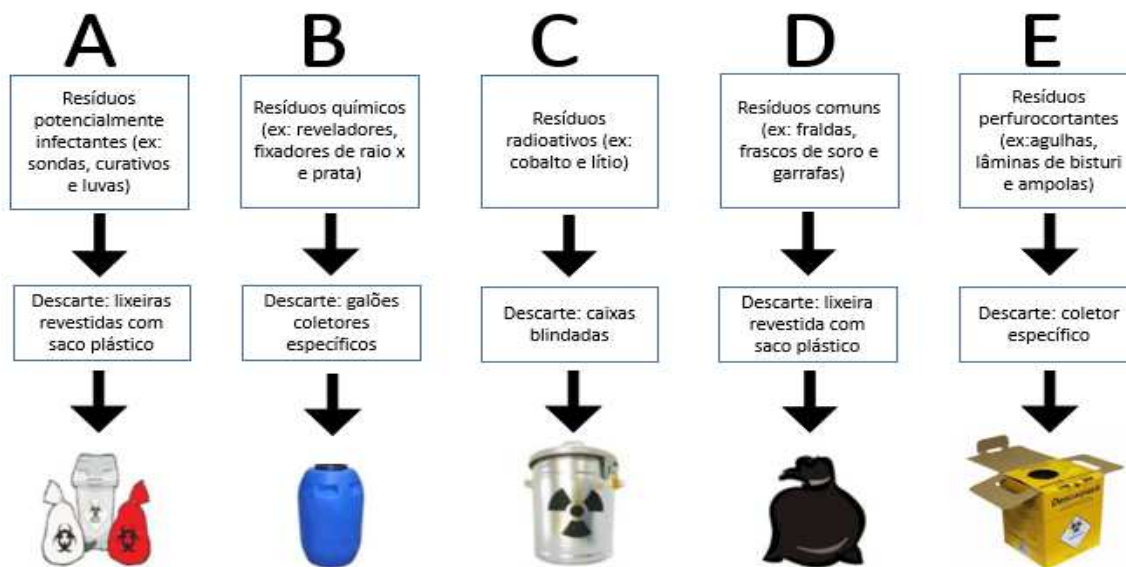 A
B
C
D
E
Resíduos
potencialmente
infectantes (ex:
sondas, curativos
e luvas)
Resíduos químicos
(ex: reveladores,
fixadores de raio x
e prata)
Resíduos
radioativos (ex:
cobalto e lítio)
Resíduos comuns
(ex: fraldas,
frascos de soro e
garrafas)
Resíduos
perfurocortantes
(ex:agulhas,
lâminas de bisturi
e ampolas)
Descarte: lixeiras
revestidas com
saco plástico
Descarte: galões
coletores
específicos
Descarte: caixas
blindadas
Descarte: lixeira
revestida com
saco plástico
Descarte: coletor
específico